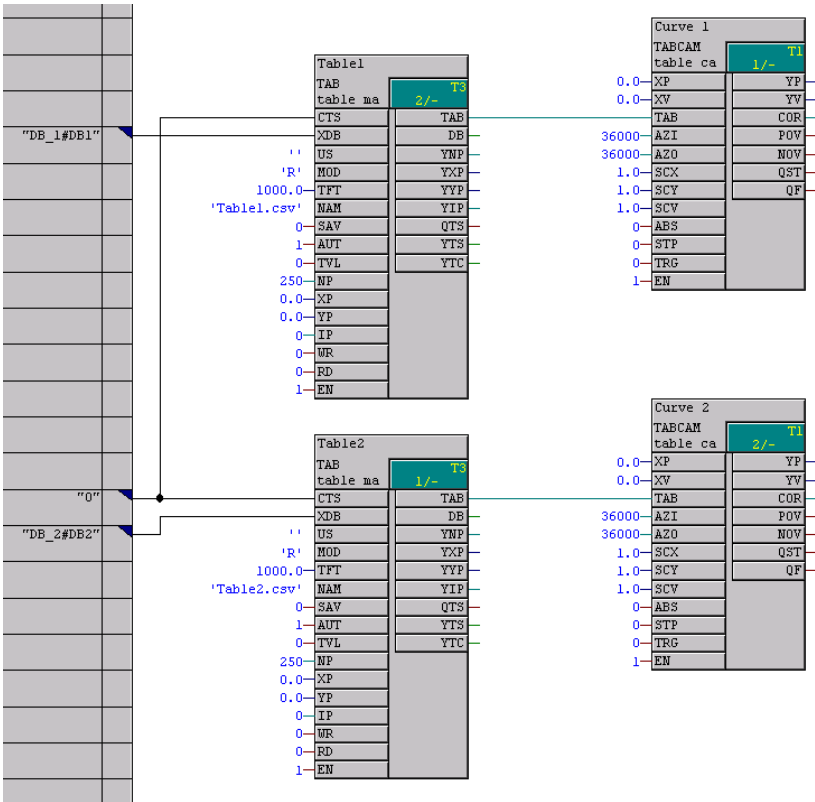 Curve 1
TABCAM
table ca
T1
1/-
0.0 XP YP
0.0 XV YV
TAB COR
36000 AZI POV
36000 AZO NOV
1.0 SCX QST
1.0 SCY QF
1.0 SCV
0 ABS
0 STP
0 TRG
1 EN
Table1
TAB
table ma
T3
2/-
CTS TAB
"DB_1#DB1" XDB DB
'' US YNP
'R' MOD YXP
1000.0 TFT YYP
'Table1.csv' NAM YIP
0 SAV QTS
1 AUT YTS
0 TVL YTC
250 NP
0.0 XP
0.0 YP
0 IP
0 WR
0 RD
1 EN
Curve 2
TABCAM
table ca
T1
2/-
0.0 XP YP
0.0 XV YV
TAB COR
36000 AZI POV
36000 AZO NOV
1.0 SCX QST
1.0 SCY QF
1.0 SCV
0 ABS
0 STP
0 TRG
1 EN
Table2
TAB
table ma
T3
1/-
"0" CTS TAB
XDB DB
"DB_2#DB2" '' US YNP
'R' MOD YXP
1000.0 TFT YYP
'Table2.csv' NAM YIP
0 SAV QTS
1 AUT YTS
0 TVL YTC
250 NP
0.0 XP
0.0 YP
0 IP
0 WR
0 RD
1 EN